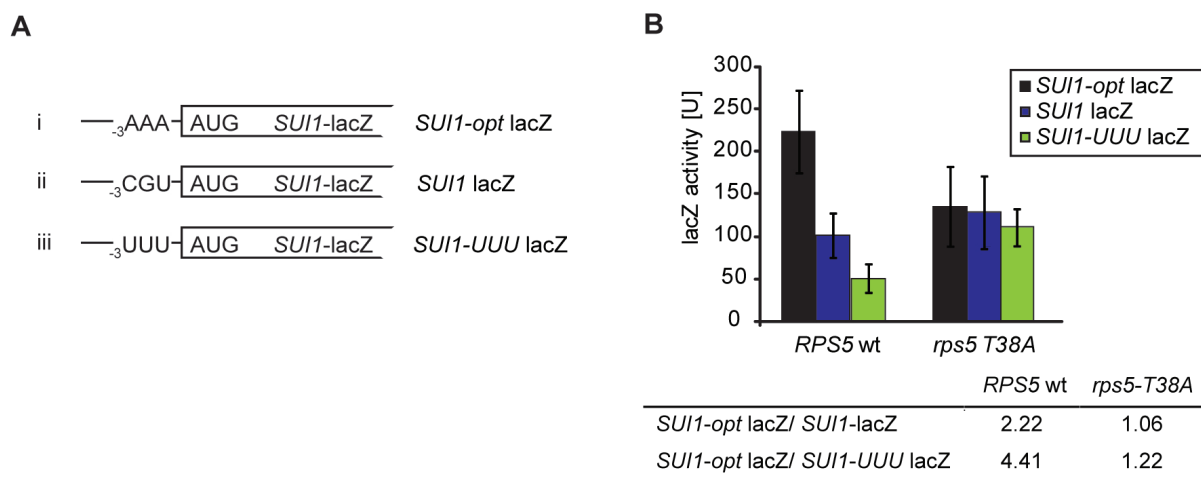 A
i -3AAA AUG SUI1-lacZ SUI1-opt lacZ
ii -3CGU AUG SUI1-lacZ SUI1 lacZ
iii -3UUU AUG SUI1-lacZ SUI1-UUU lacZ
B
lacZ activity [U]
300
250
200
150
100
50
0
SUI1-opt lacZ
SUI1 lacZ
SUI1-UUU lacZ
RPS5 wt rps5 T38A
RPS5 wt rps5-T38A
SUI1-opt lacZ/ SUI1-lacZ 2.22 1.06
SUI1-opt lacZ/ SUI1-UUU lacZ 4.41 1.22